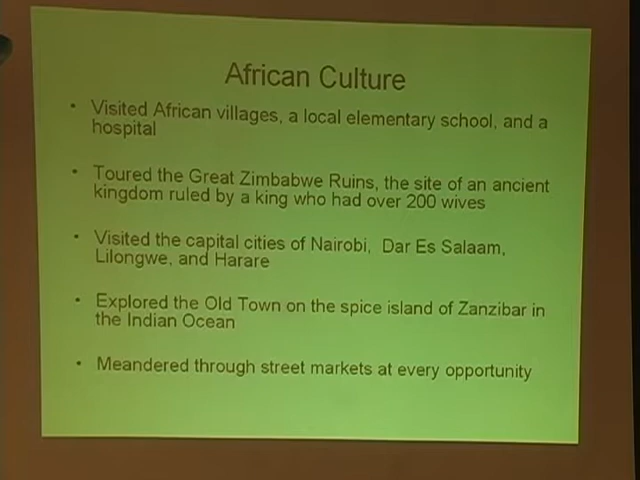 African Culture
• Visited African villages, a local elementary school, and a
hospital
• Toured the Great Zimbabwe Ruins, the site of an ancient
kingdom ruled by a king who had over 200 wives
• Visited the capital cities of Nairobi, Dar Es Salaam,
Lilongwe, and Harare
• Explored the Old Town on the spice island of Zanzibar in
the Indian Ocean
• Meandered through street markets at every opportunity